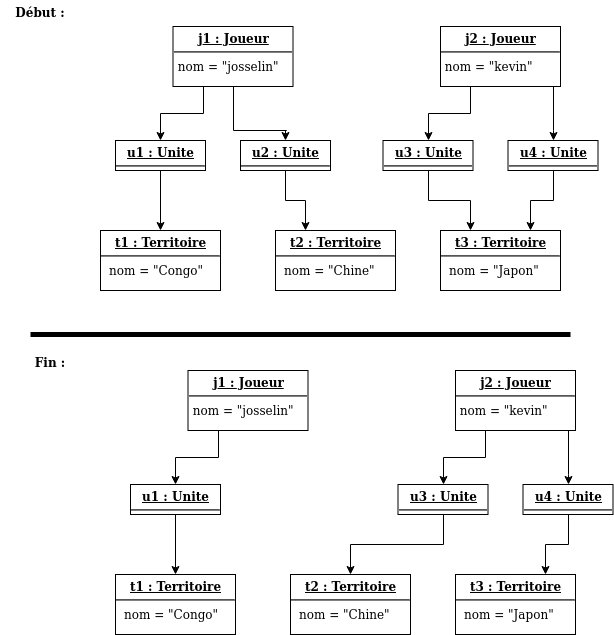 Début :
j1 : Joueur
nom = "josselin"
j2 : Joueur
nom = "kevin"
u1 : Unite
u2 : Unite
u3 : Unite
u4 : Unite
t1 : Territoire
nom = "Congo"
t2 : Territoire
nom = "Chine"
t3 : Territoire
nom = "Japon"
Fin :
j1 : Joueur
nom = "josselin"
j2 : Joueur
nom = "kevin"
u1 : Unite
u3 : Unite
u4 : Unite
t1 : Territoire
nom = "Congo"
t2 : Territoire
nom = "Chine"
t3 : Territoire
nom = "Japon"